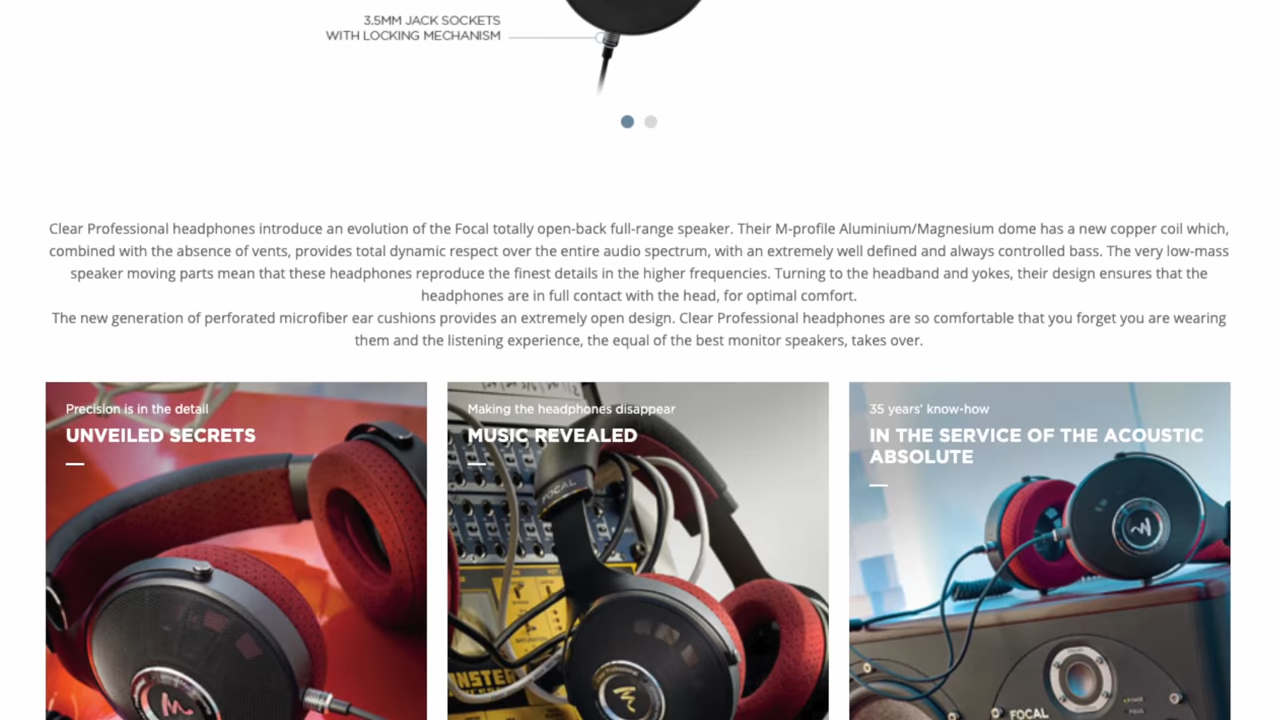 3.5MM JACK SOCKETS
WITH LOCKING MECHANISM
Clear Professional headphones introduce an evolution of the Focal totally open-back full-range speaker. Their M-profile Aluminium/Magnesium dome has a new copper coil which,
combined with the absence of vents, provides total dynamic respect over the entire audio spectrum, with an extremely well defined and always controlled bass. The very low-mass
speaker moving parts mean that these headphones reproduce the finest details in the higher frequencies. Turning to the headband and yokes, their design ensures that the
headphones are in full contact with the head, for optimal comfort.
The new generation of perforated microfiber ear cushions provides an extremely open design. Clear Professional headphones are so comfortable that you forget you are wearing
them and the listening experience, the equal of the best monitor speakers, takes over.
Precision is in the detail
UNVEILED SECRETS
Making the headphones disappear
MUSIC REVEALED
FOCAL
35 years' know-how
IN THE SERVICE OF THE ACOUSTIC
ABSOLUTE
FOCAL